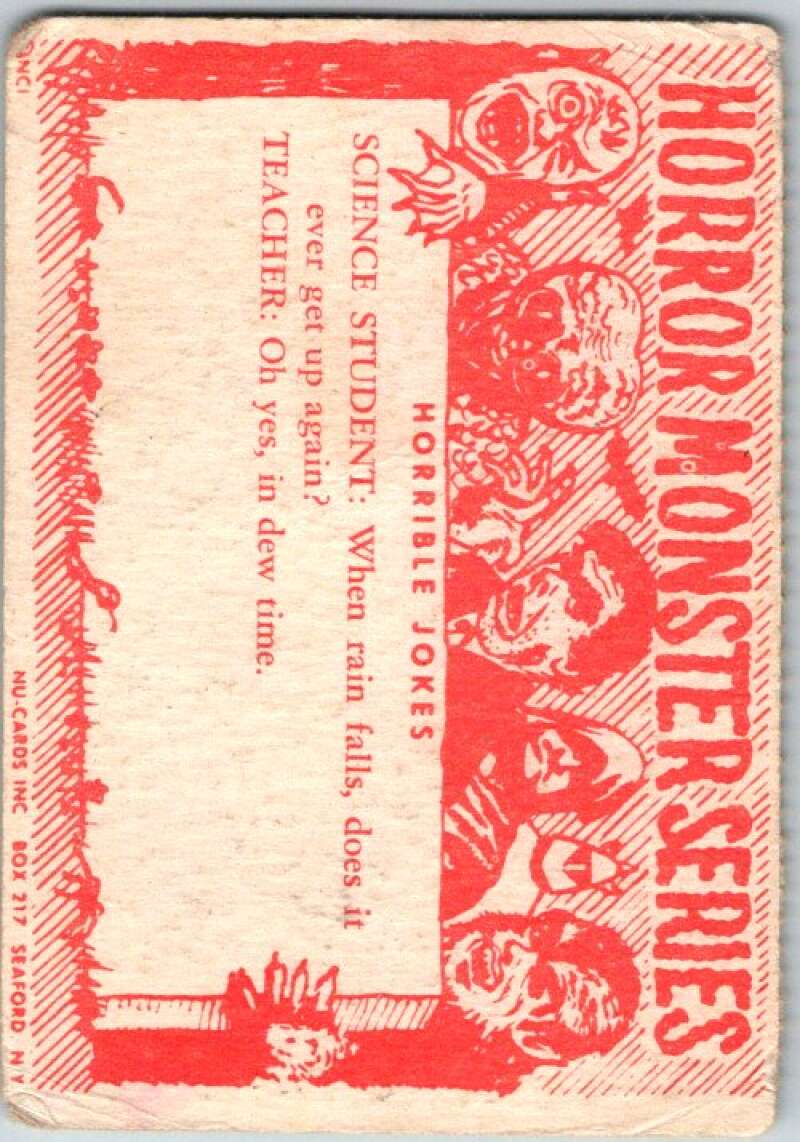 HORROR MONSTER SERIES
HORRIBLE JOKES
SCIENCE STUDENT: When rain falls, does it
ever get up again?
TEACHER: Oh yes, in dew time.
NU-CARDS INC BOX 217 SEAFORD N Y